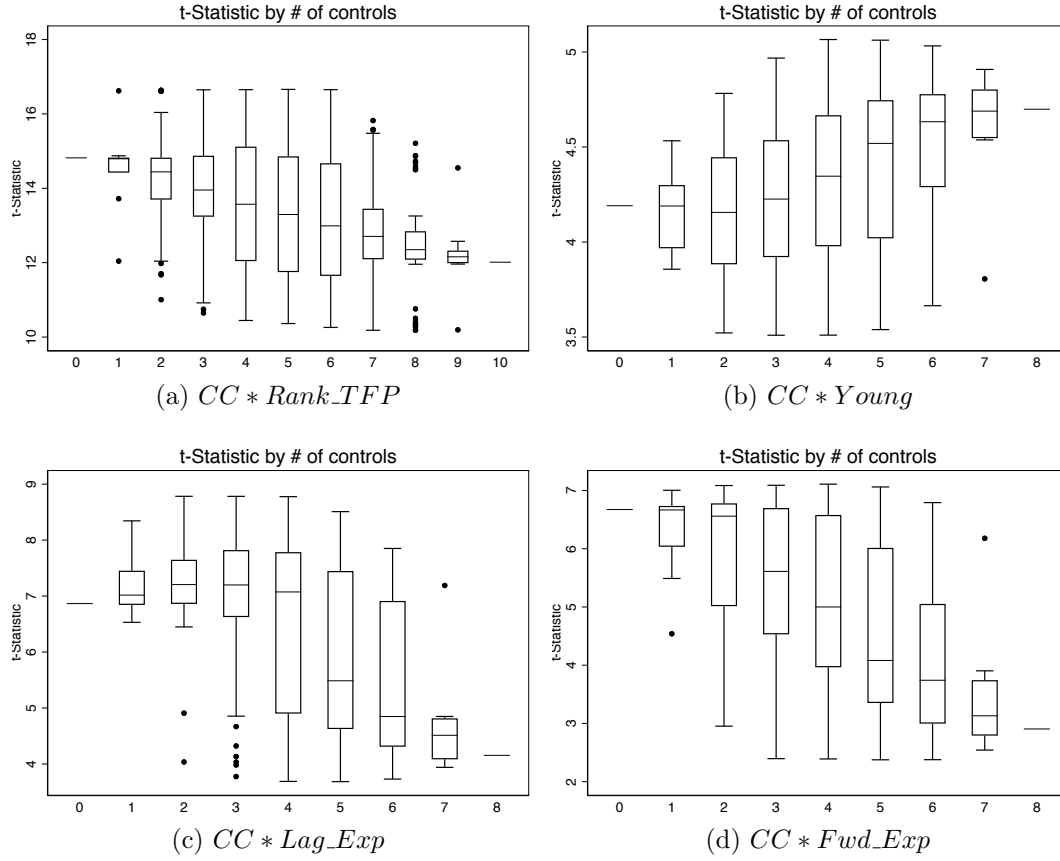 t-Statistic by # of controls
t-Statistic
18
16
14
12
10
0 1 2 3 4 5 6 7 8 9 10
(a) CC * Rank_TFP
t-Statistic by # of controls
t-Statistic
5
4.5
4
3.5
0 1 2 3 4 5 6 7 8
(b) CC * Young
t-Statistic by # of controls
t-Statistic
9
8
7
6
5
4
0 1 2 3 4 5 6 7 8
(c) CC * Lag_Exp
t-Statistic by # of controls
t-Statistic
7
6
5
4
3
2
0 1 2 3 4 5 6 7 8
(d) CC * Fwd_Exp